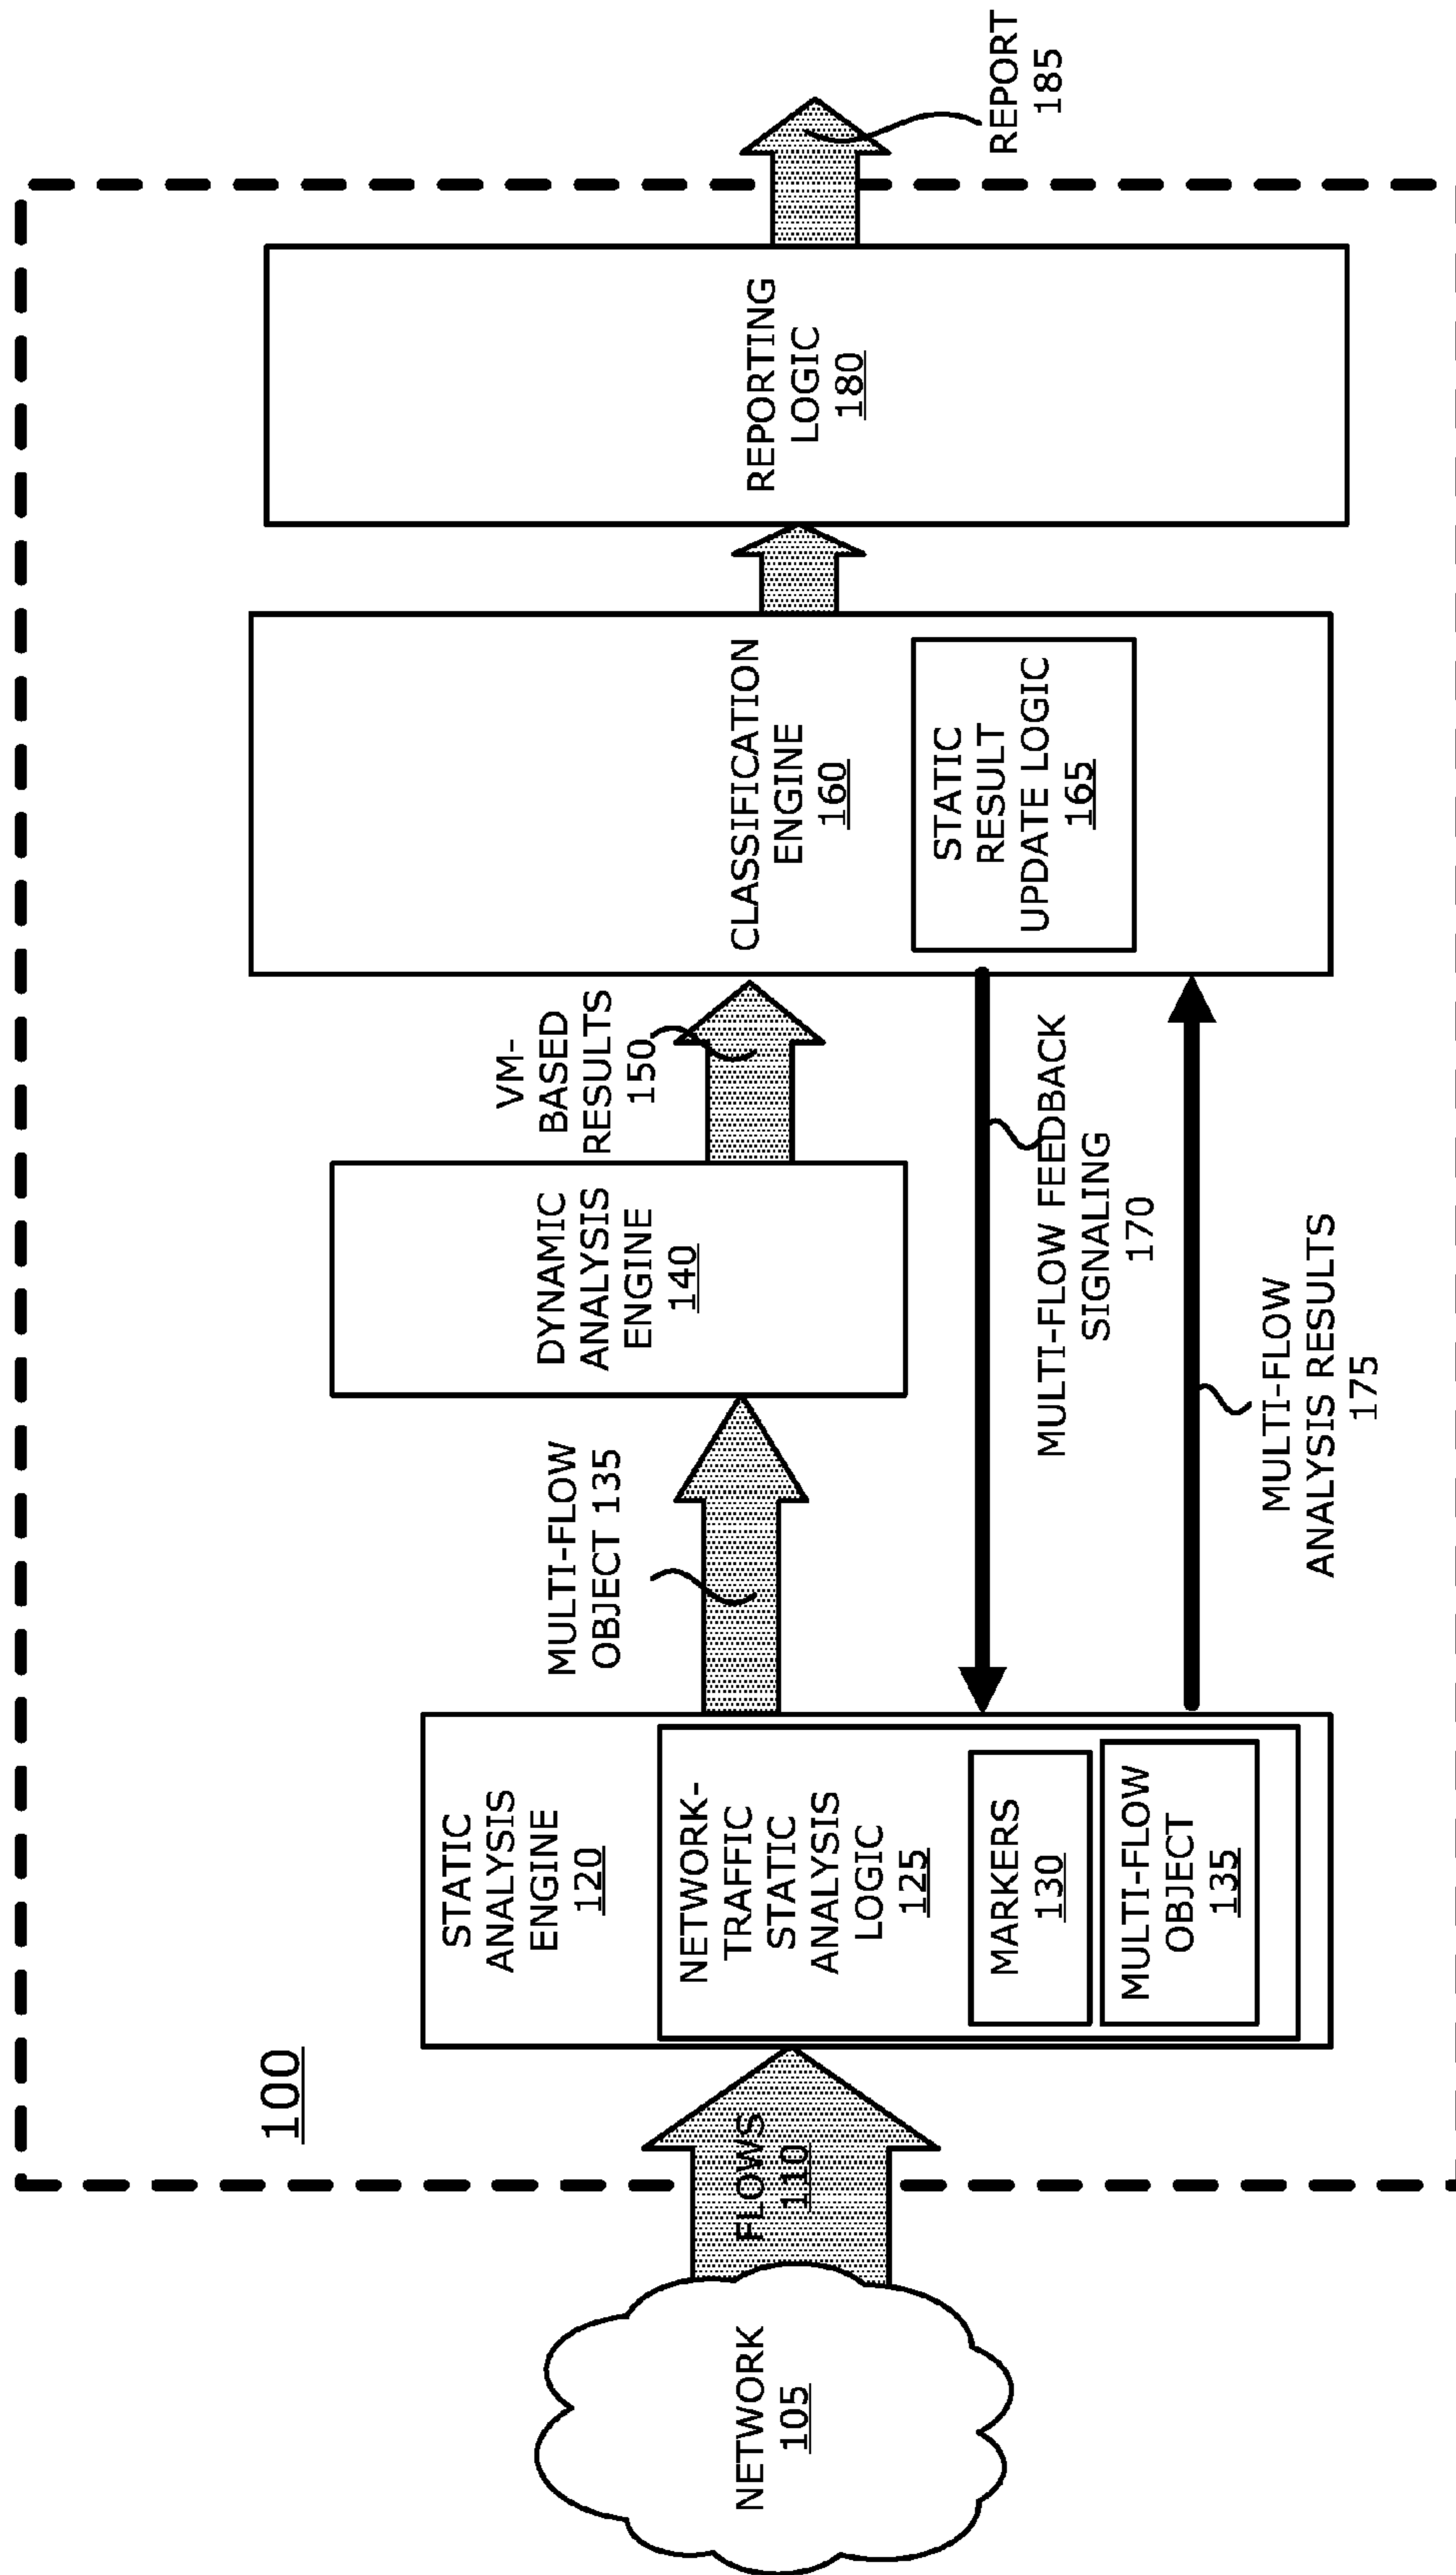 100
NETWORK
105
FLOWS
110
STATIC
ANALYSIS
ENGINE
120
NETWORK-
TRAFFIC
STATIC
ANALYSIS
LOGIC
125
MARKERS
130
MULTI-FLOW
OBJECT
135
MULTI-FLOW
OBJECT 135
DYNAMIC
ANALYSIS
ENGINE
140
VM-
BASED
RESULTS
150
MULTI-FLOW FEEDBACK
SIGNALING
170
MULTI-FLOW
ANALYSIS RESULTS
175
CLASSIFICATION
ENGINE
160
STATIC
RESULT
UPDATE LOGIC
165
REPORTING
LOGIC
180
REPORT
185